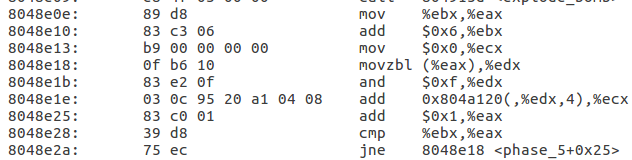 8048e0e: 89 d8 mov %ebx,%eax
8048e10: 83 c3 06 add $0x6,%ebx
8048e13: b9 00 00 00 00 mov $0x0,%ecx
8048e18: 0f b6 10 movzbl (%eax),%edx
8048e1b: 83 e2 0f and $0xf,%edx
8048e1e: 03 0c 95 20 a1 04 08 add 0x804a120(,%edx,4),%ecx
8048e25: 83 c0 01 add $0x1,%eax
8048e28: 39 d8 cmp %ebx,%eax
8048e2a: 75 ec jne 8048e18 <phase_5+0x25>